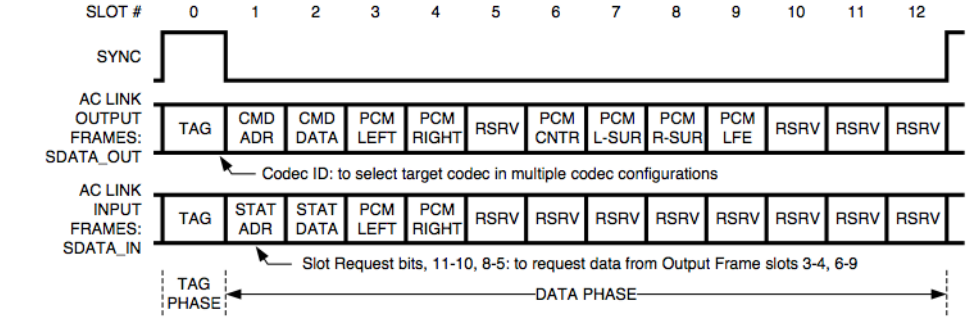 SLOT # 0 1 2 3 4 5 6 7 8 9 10 11 12
SYNC
AC LINK
OUTPUT
FRAMES:
SDATA_OUT
TAG CMD ADR CMD DATA PCM LEFT PCM RIGHT RSRV PCM CNTR PCM L-SUR PCM R-SUR PCM LFE RSRV RSRV RSRV
Codec ID: to select target codec in multiple codec configurations
AC LINK
INPUT
FRAMES:
SDATA_IN
TAG STAT ADR STAT DATA PCM LEFT PCM RIGHT RSRV RSRV RSRV RSRV RSRV RSRV RSRV RSRV
Slot Request bits, 11-10, 8-5: to request data from Output Frame slots 3-4, 6-9
TAG
PHASE
DATA PHASE